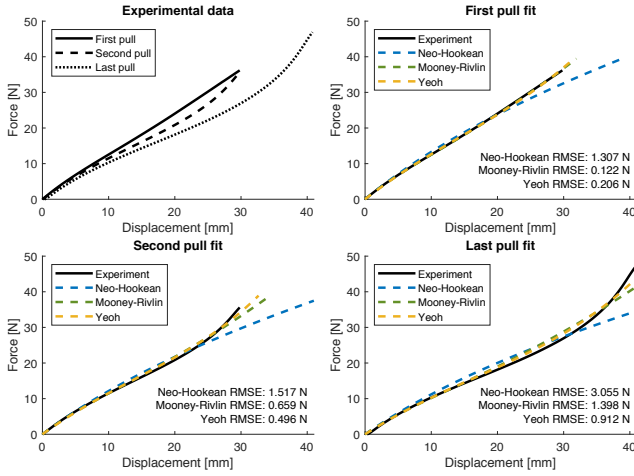 Experimental data
50
40
30
20
10
0
0
10
20
30
40
Force [N]
Displacement [mm]
First pull
Second pull
Last pull
First pull fit
50
40
30
20
10
0
0
10
20
30
40
Force [N]
Displacement [mm]
Experiment
Neo-Hookean
Mooney-Rivlin
Yeoh
Neo-Hookean RMSE: 1.307 N
Mooney-Rivlin RMSE: 0.122 N
Yeoh RMSE: 0.206 N
Second pull fit
50
40
30
20
10
0
0
10
20
30
40
Force [N]
Displacement [mm]
Experiment
Neo-Hookean
Mooney-Rivlin
Yeoh
Neo-Hookean RMSE: 1.517 N
Mooney-Rivlin RMSE: 0.659 N
Yeoh RMSE: 0.496 N
Last pull fit
50
40
30
20
10
0
0
10
20
30
40
Force [N]
Displacement [mm]
Experiment
Neo-Hookean
Mooney-Rivlin
Yeoh
Neo-Hookean RMSE: 3.055 N
Mooney-Rivlin RMSE: 1.398 N
Yeoh RMSE: 0.912 N